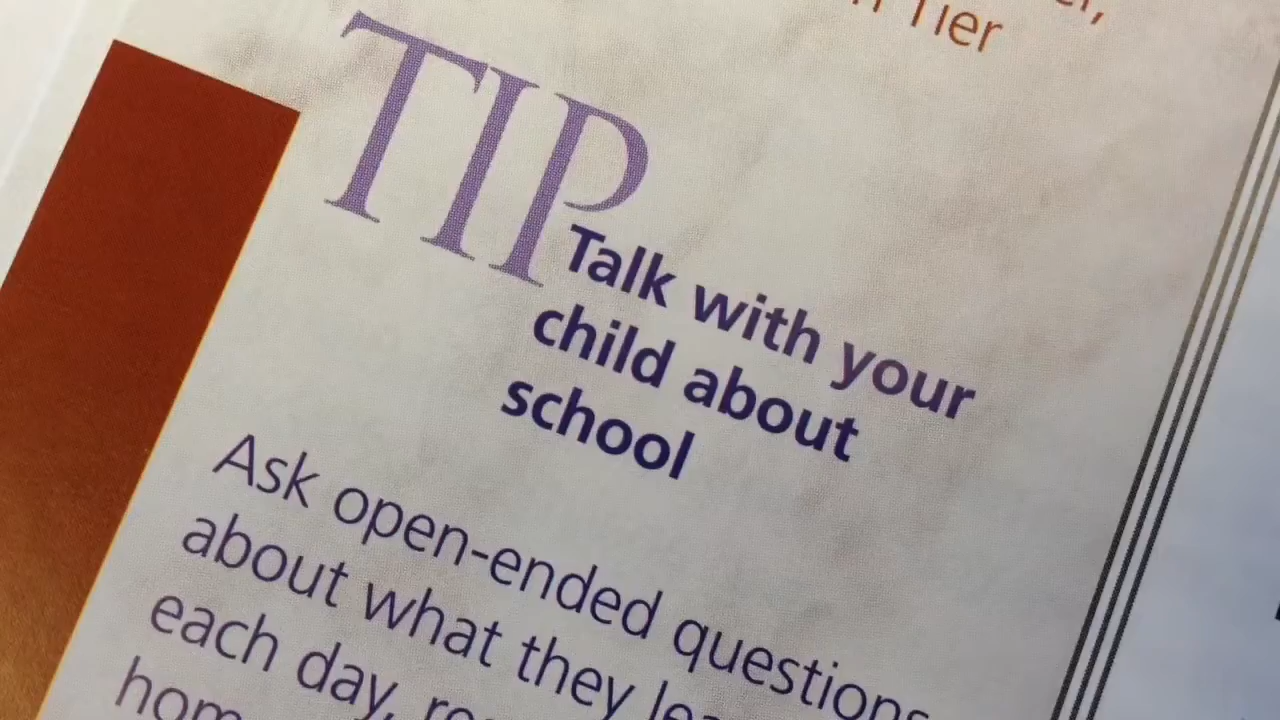 Tier
TIP
Talk with your
child about
school
Ask open-ended questions
about what they
each day,